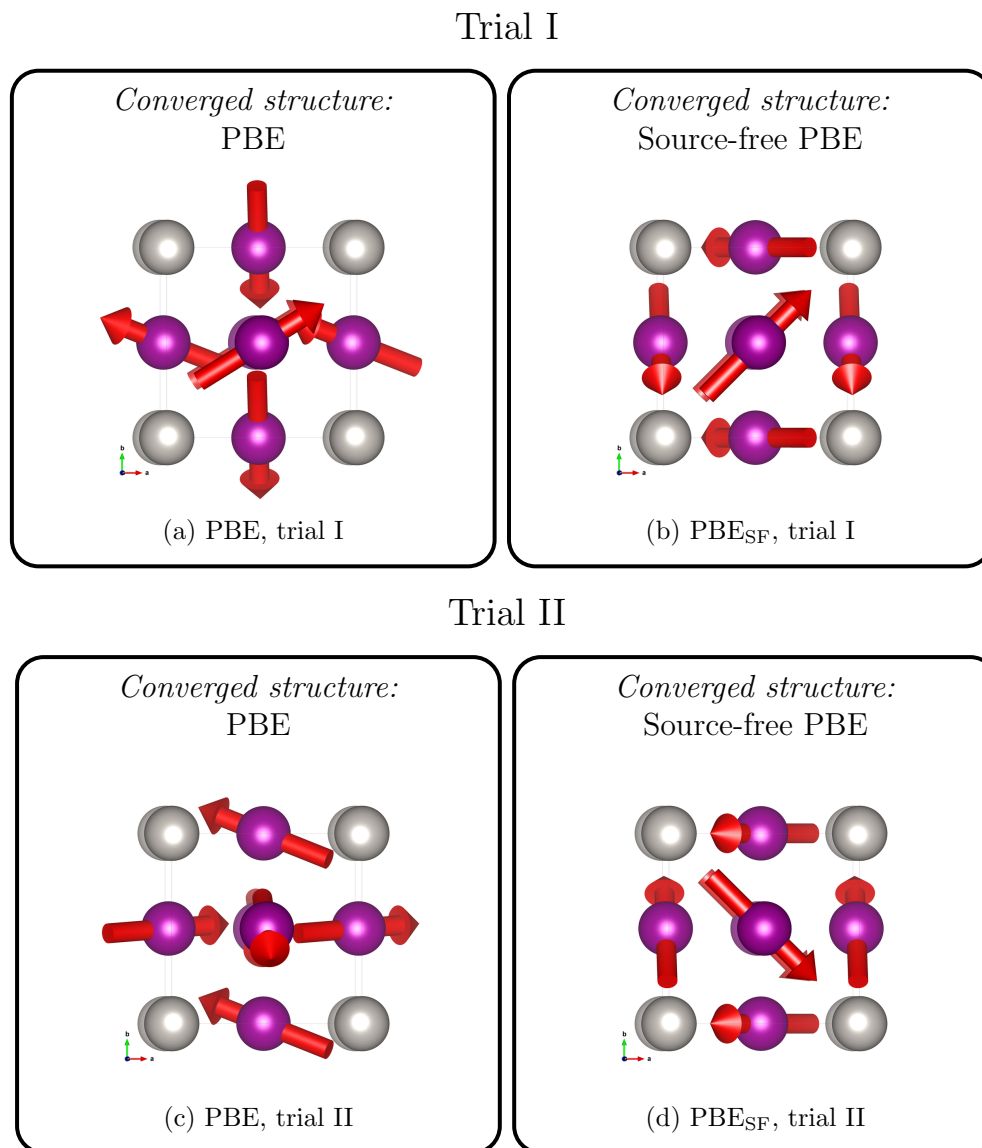 Trial I
Converged structure:
PBE
Converged structure:
Source-free PBE
b
a
b
a
(a) PBE, trial I
(b) PBE_SF, trial I
Trial II
Converged structure:
PBE
Converged structure:
Source-free PBE
b
a
b
a
(c) PBE, trial II
(d) PBE_SF, trial II